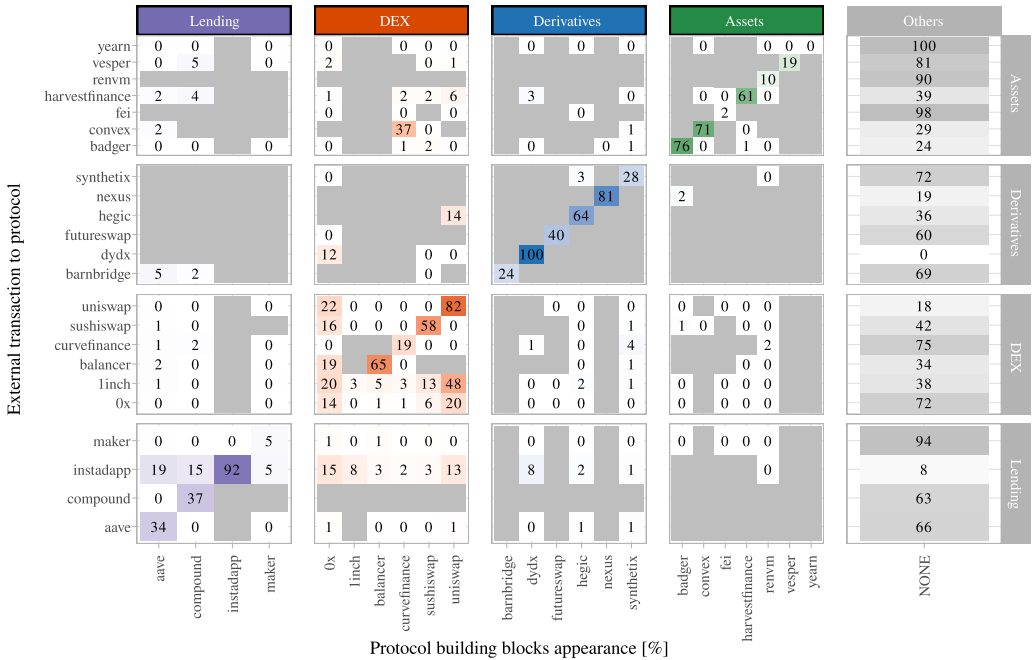 Lending DEX Derivatives Assets Others
yearn 0 0 0 0 0 0 0 0 0 0 0 0 0 0 100
vesper 0 5 0 2 0 1 19 81
renvm 10 90
harvestfinance 2 4 1 2 2 6 3 0 0 0 61 0 39
fei 0 0 0 0 2 98
convex 2 37 0 1 71 0 29
badger 0 0 0 0 1 2 0 0 0 1 76 0 1 0 24
Assets
synthetix 0 3 28 0 72
nexus 81 2 19
hegic 14 64 36
futureswap 0 40 60
dydx 12 0 0 100 0
barnbridge 5 2 0 24 69
Derivatives
uniswap 0 0 0 22 0 0 0 0 82 0 0 0 0 0 0 0 18
sushiswap 1 0 16 0 0 0 58 0 0 1 1 0 0 0 42
curvefinance 1 2 0 0 19 0 0 1 0 4 0 2 75
balancer 2 0 0 19 65 0 0 1 0 0 34
1inch 1 0 0 20 3 5 3 13 48 0 0 2 1 0 0 0 0 0 38
0x 0 0 0 14 0 1 1 6 20 0 0 0 1 0 0 0 0 0 72
DEX
maker 0 0 0 5 1 0 1 0 0 0 0 0 0 0 0 0 0 94
instadapp 19 15 92 5 15 8 3 2 3 13 8 2 1 0 8
compound 0 37 63
aave 34 0 0 1 0 0 0 1 0 1 1 66
Lending
External transaction to protocol
aave
compound
instadapp
maker
0x
1inch
balancer
curvefinance
sushiswap
uniswap
barnbridge
dydx
futureswap
hegic
nexus
synthetix
badger
convex
fei
harvestfinance
renvm
vesper
yearn
NONE
Protocol building blocks appearance [%]